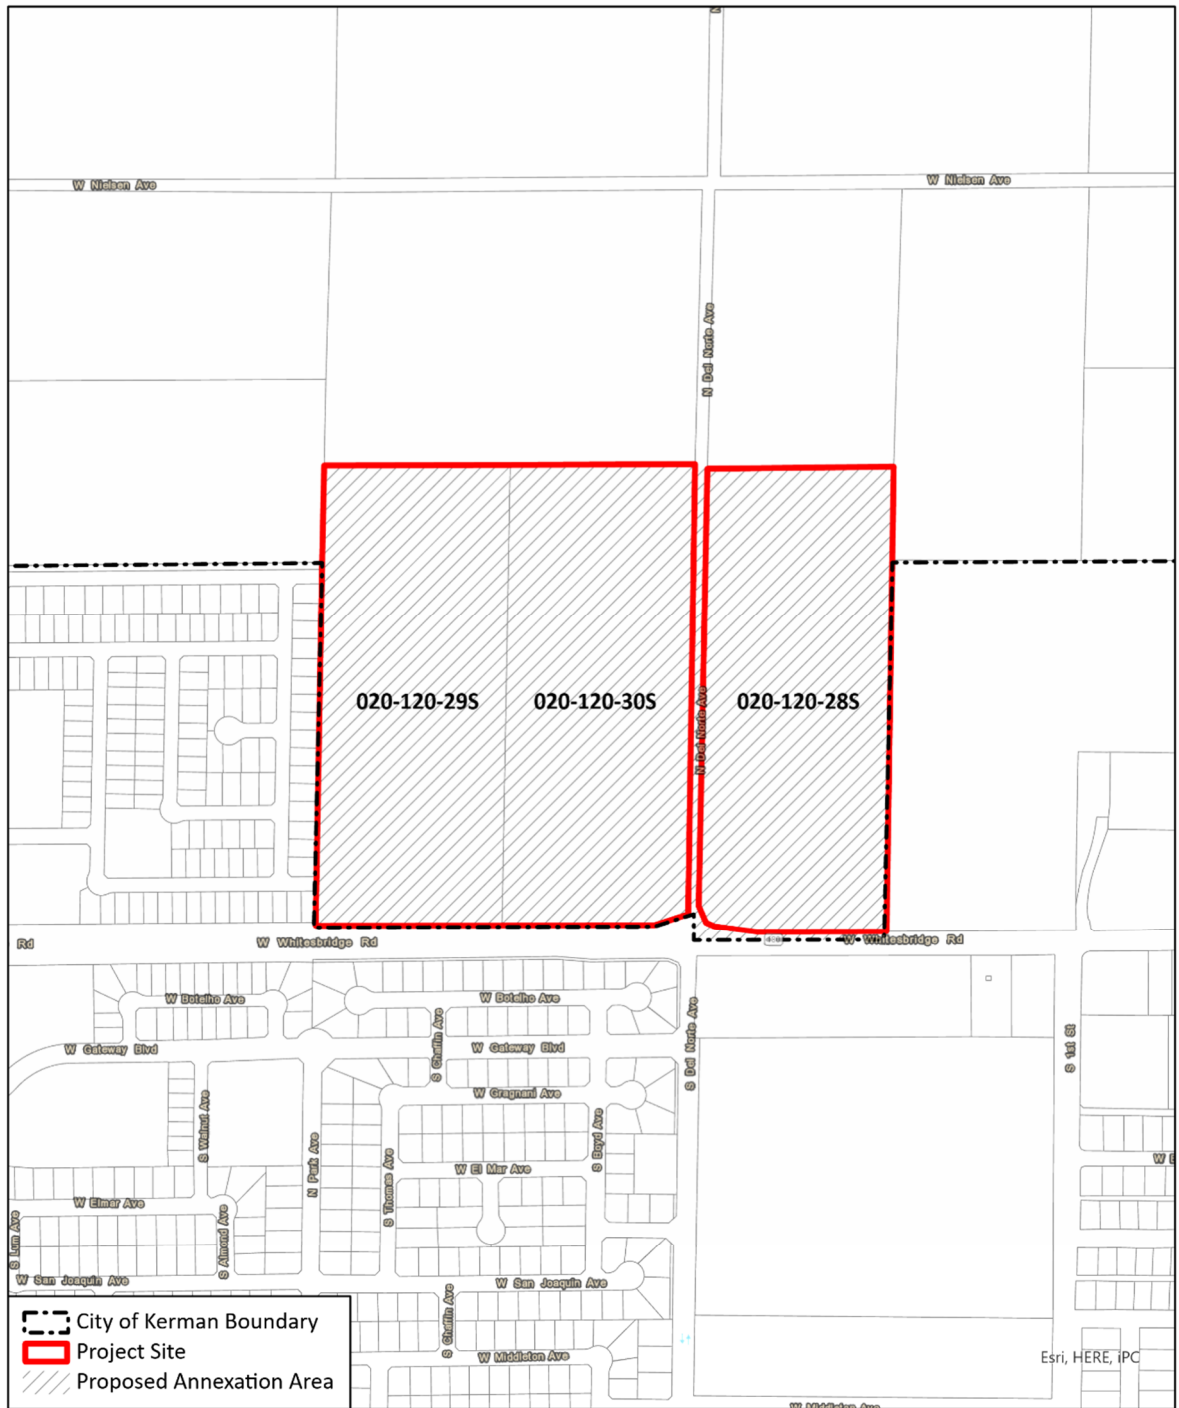 W Nielsen Ave
W Nielsen Ave
N Del Norte Ave
020-120-29S
020-120-30S
020-120-28S
N Del Norte Ave
Rd
W Whitesbridge Rd
W Whitesbridge Rd
W Botelho Ave
W Botelho Ave
S Chaffin Ave
W Gateway Blvd
W Gateway Blvd
S Del Norte Ave
S 1st St
W Gragnani Ave
S Walnut Ave
N Park Ave
S Thomas Ave
S Boyd Ave
W El Mar Ave
W Elmar Ave
S Lum Ave
S Almond Ave
W San Joaquin Ave
W San Joaquin Ave
S Chaffin Ave
W Middleton Ave
W Middleton Ave
City of Kerman Boundary
Project Site
Proposed Annexation Area
Esri, HERE, iPC